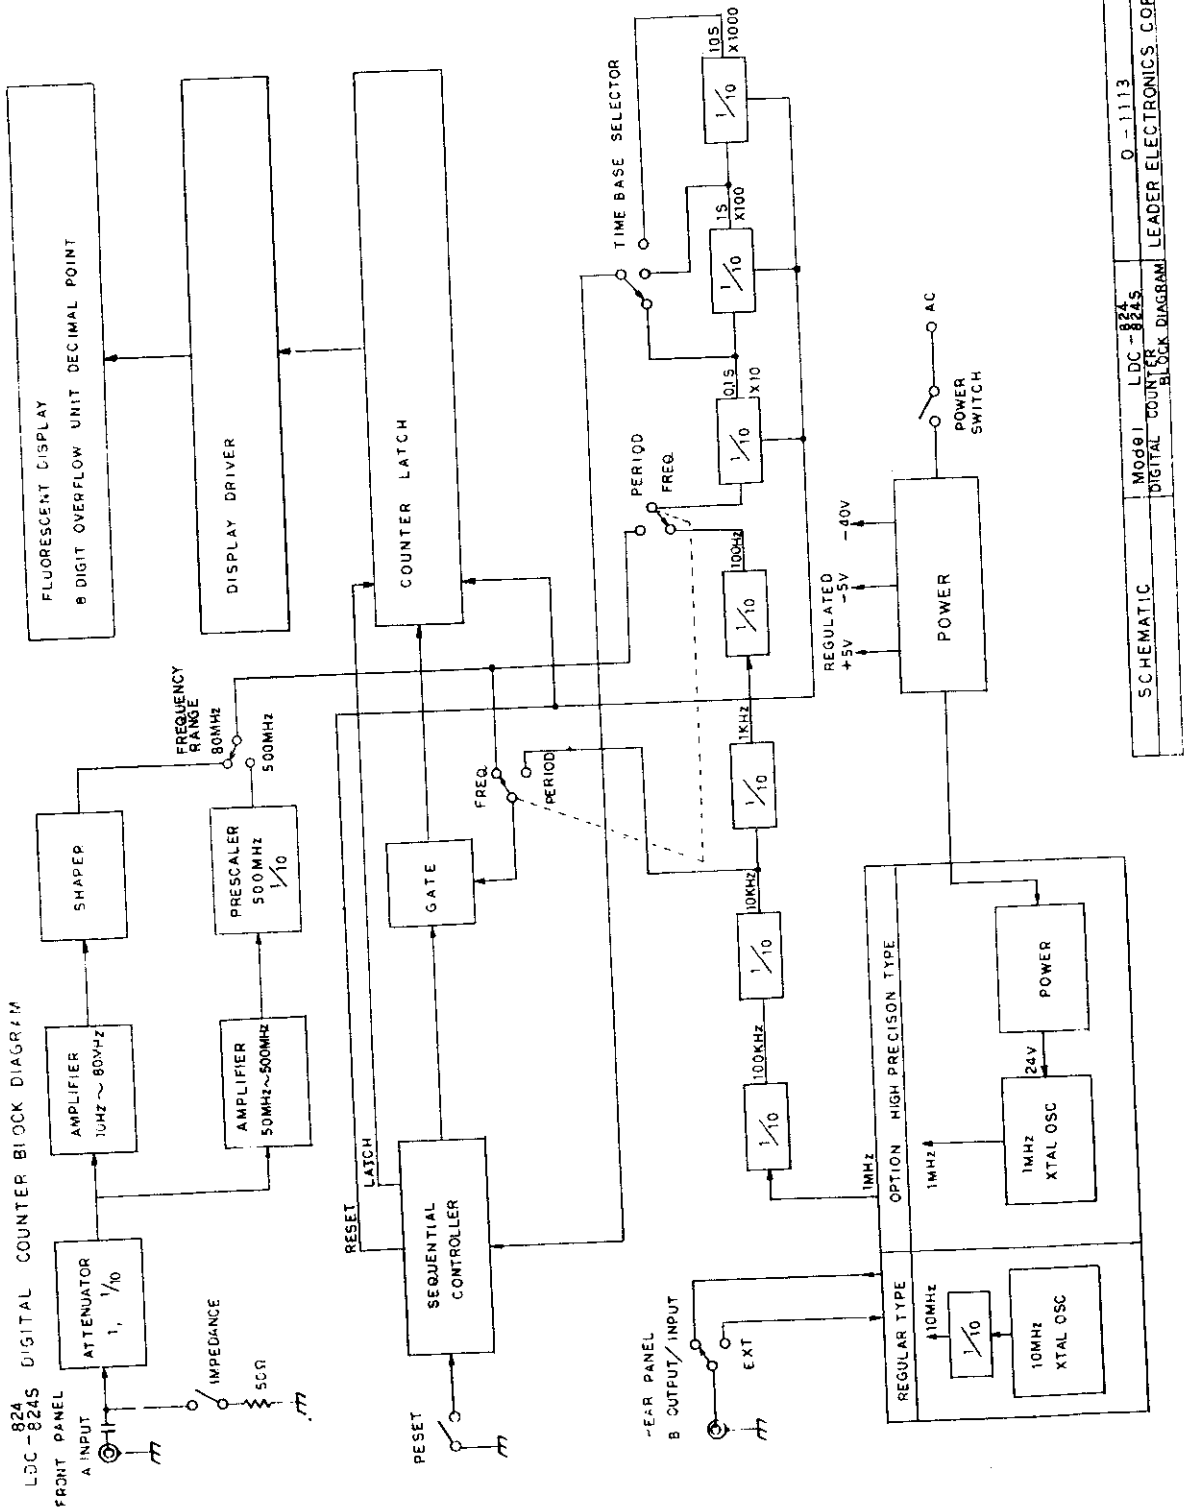 LDC-824
824S
DIGITAL COUNTER BLOCK DIAGRAM
FRONT PANEL
A INPUT
ATTENUATOR
1, 1/10
IMPEDANCE
50Ω
AMPLIFIER
10HZ~80MHZ
SHAPER
AMPLIFIER
50MHZ~500MHZ
PRESCALER
500MHZ
1/10
FREQUENCY
RANGE
80MHZ
500MHZ
FLUORESCENT DISPLAY
8 DIGIT OVERFLOW UNIT DECIMAL POINT
DISPLAY DRIVER
COUNTER LATCH
RESET
LATCH
PESET
SEQUENTIAL
CONTROLLER
GATE
FREQ.
PERIOD
PERIOD
FREQ.
TIME BASE SELECTOR
1MHZ
1/10
100KHZ
1/10
10KHZ
1/10
1KHZ
1/10
100HZ
1/10
0.1S
X10
1/10
1S
X100
1/10
10S
X1000
-EAR PANEL
B OUTPUT/INPUT
EXT
REGULAR TYPE
10MHZ
1/10
10MHZ
XTAL OSC
OPTION HIGH PRECISON TYPE
1MHZ
1MHZ
XTAL OSC
24V
POWER
REGULATED
+5V
-5V
-40V
POWER
POWER
SWITCH
AC
SCHEMATIC
Model LDC-824
824S
DIGITAL COUNTER
BLOCK DIAGRAM
O-1113
LEADER ELECTRONICS